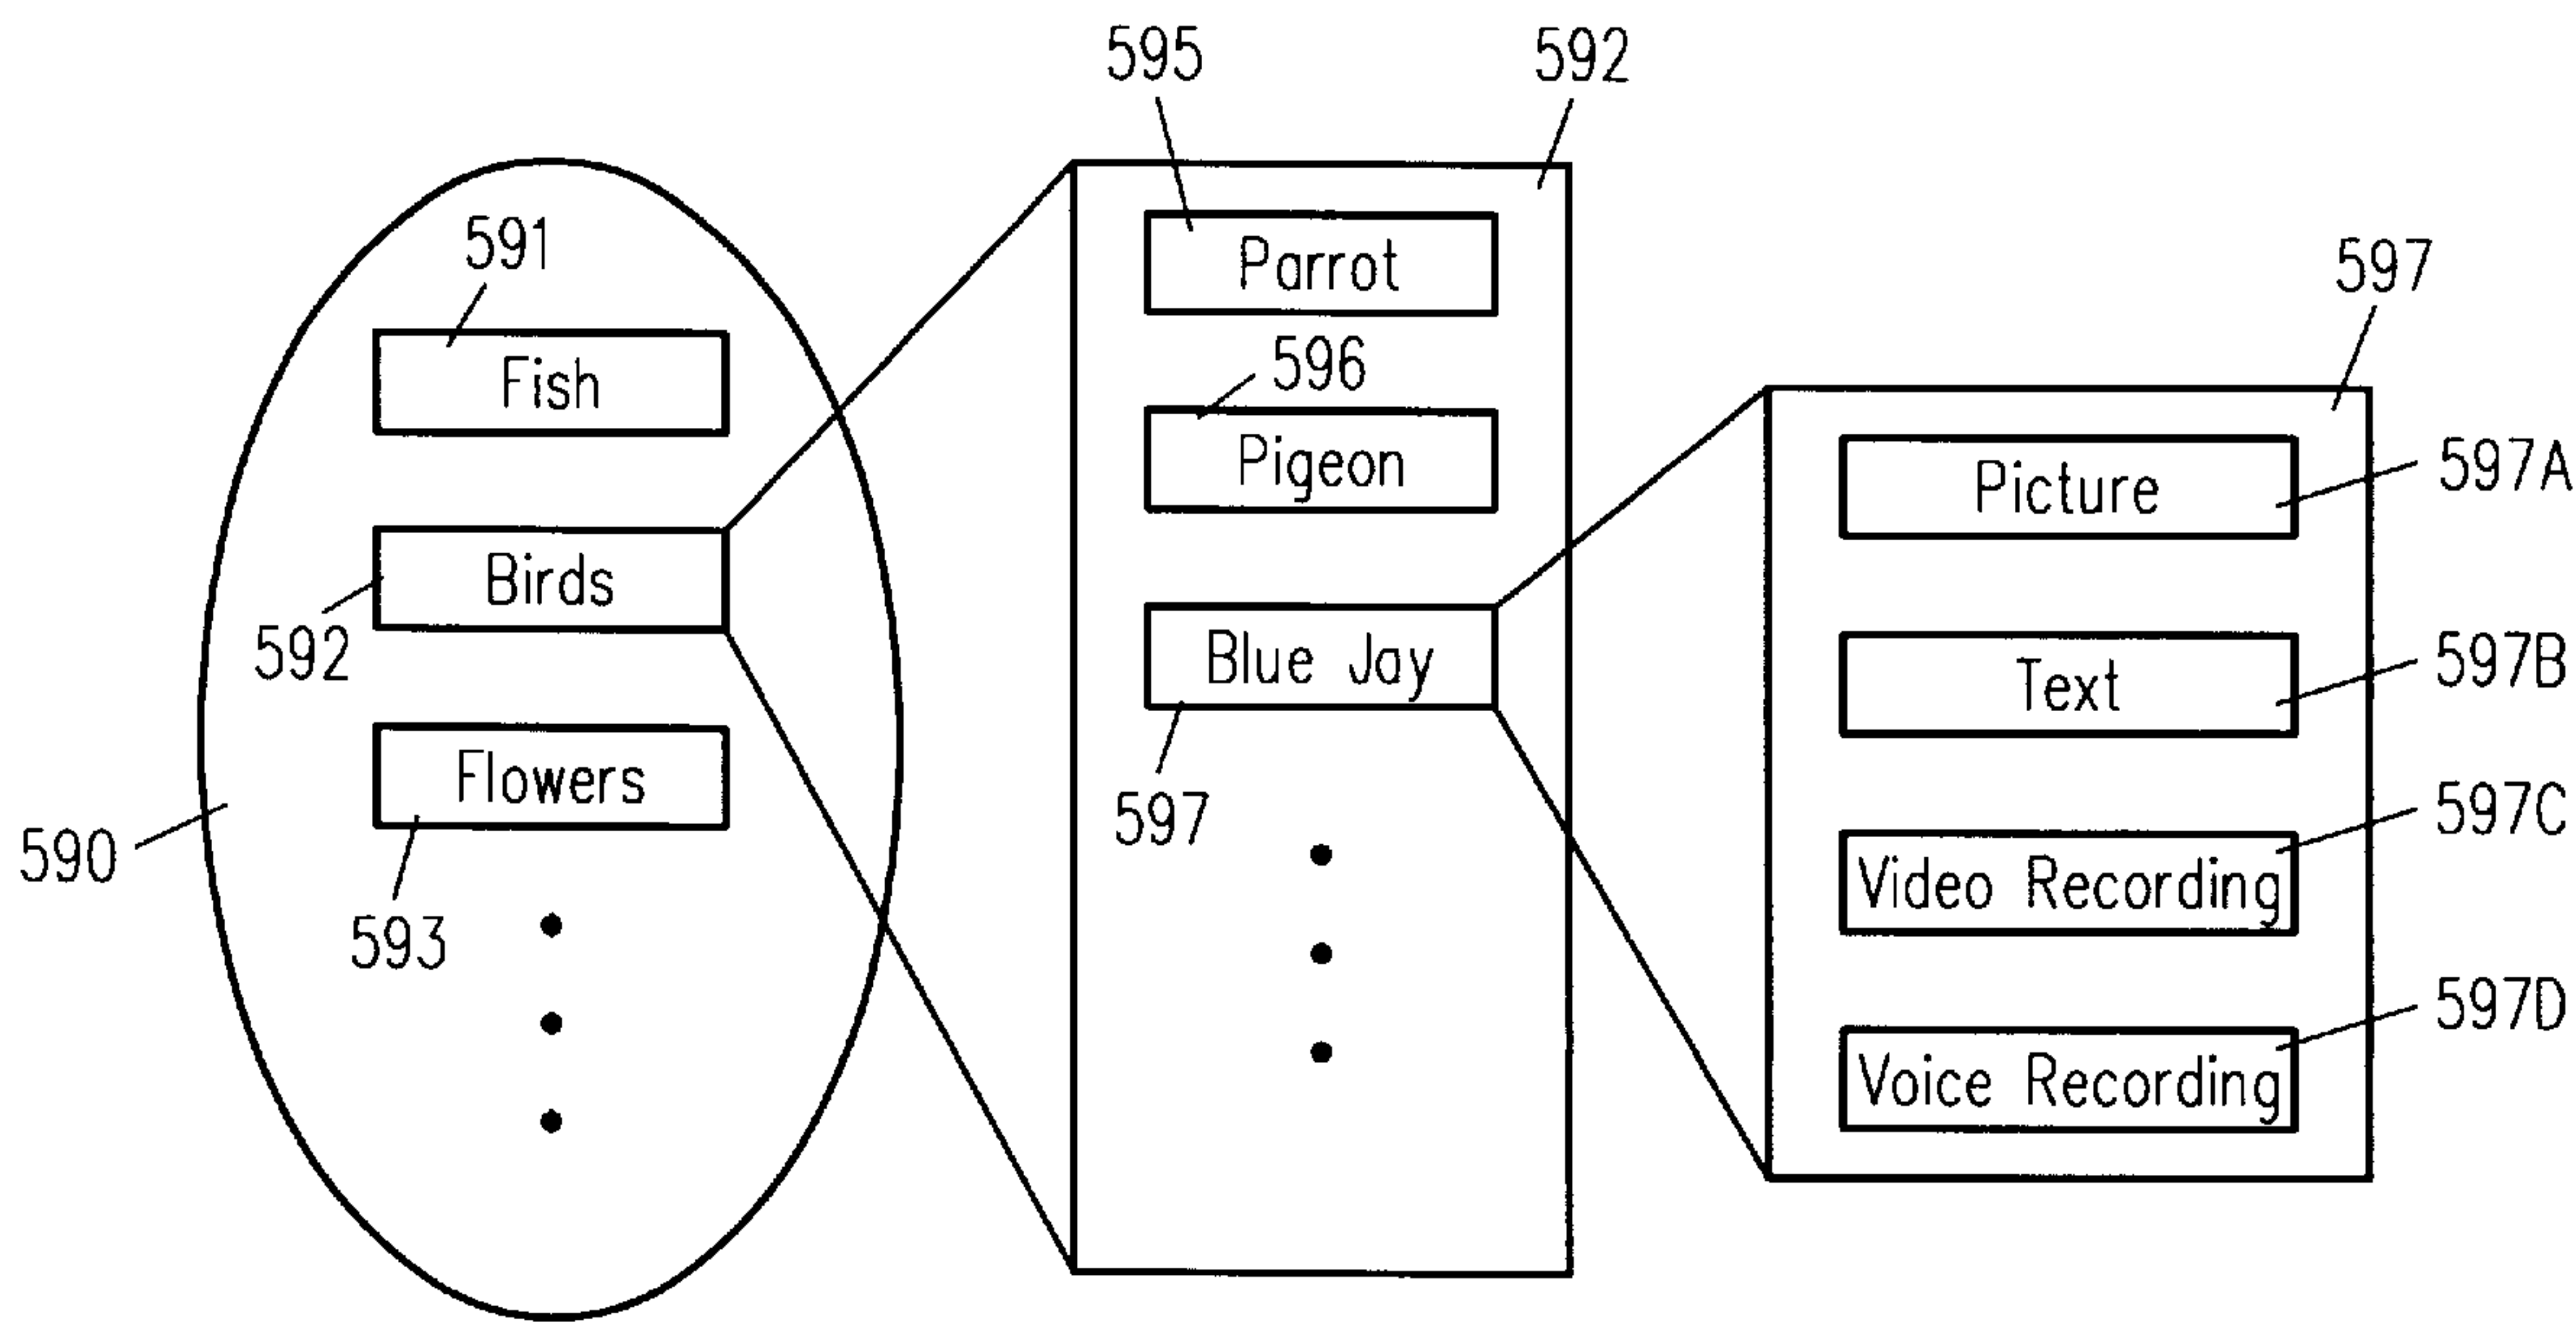 595
592
591
Fish
Birds
592
Flowers
590
593
Parrot
596
Pigeon
Blue Jay
597
597
Picture
597A
Text
597B
Video Recording
597C
Voice Recording
597D